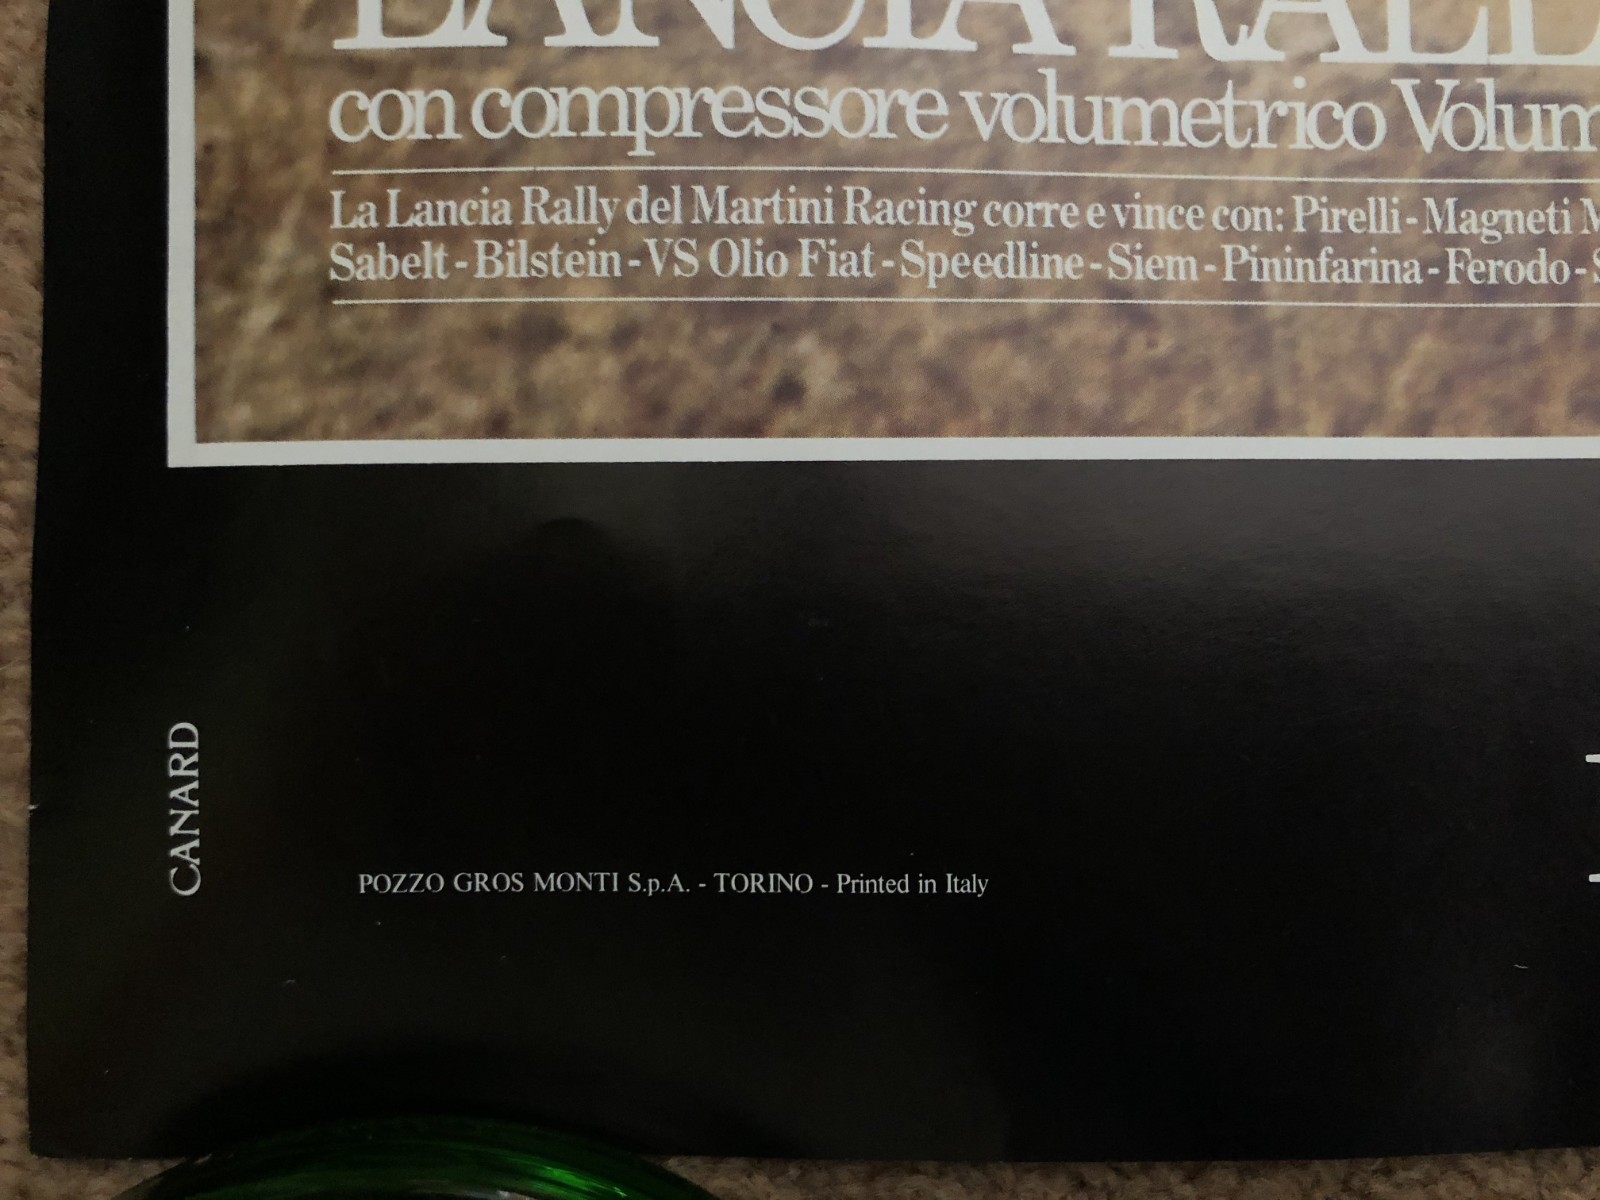 LANCIA RALL
con compressore volumetrico Volum
La Lancia Rally del Martini Racing corre e vince con: Pirelli - Magneti M
Sabelt - Bilstein - VS Olio Fiat - Speedline - Siem - Pininfarina - Ferodo - S
CANARD
POZZO GROS MONTI S.p.A. - TORINO - Printed in Italy